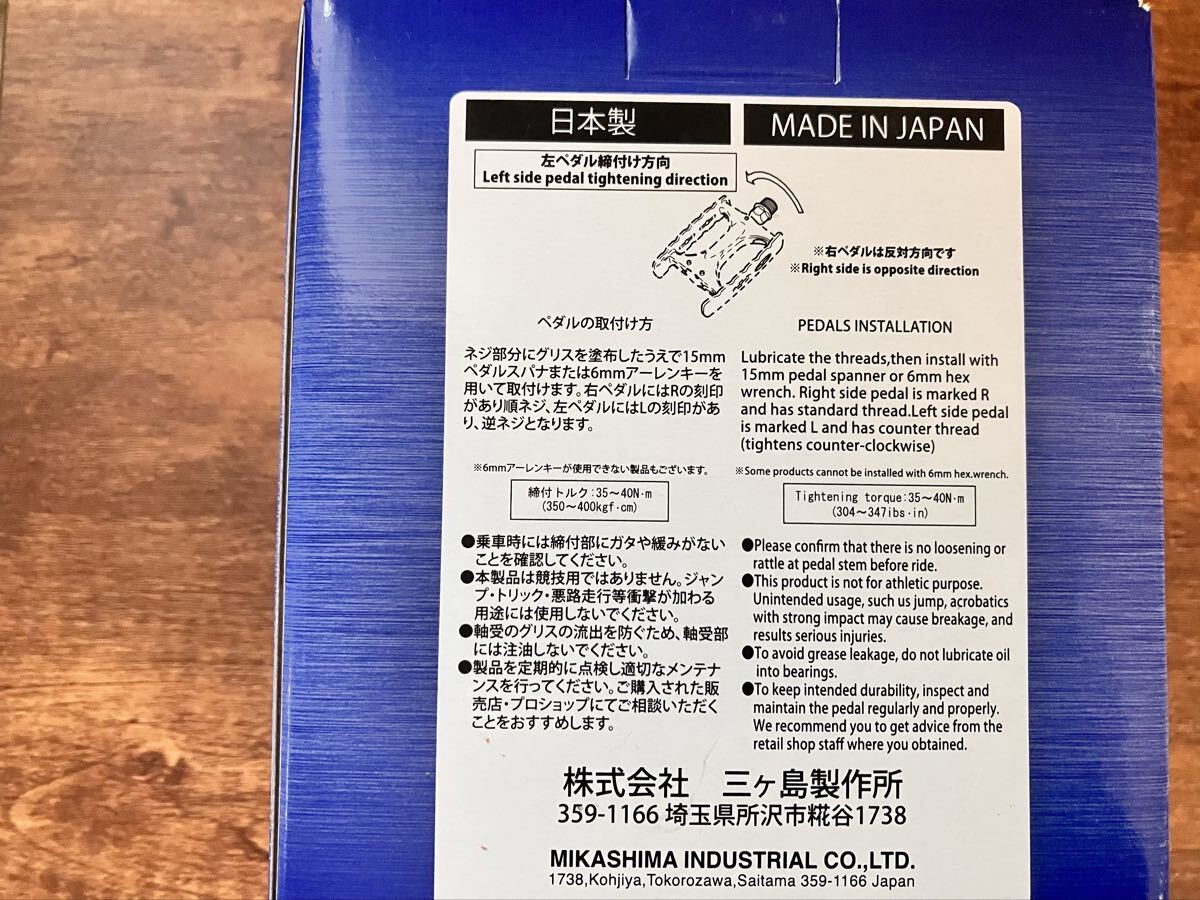 日本製
MADE IN JAPAN
左ペダル締付け方向
Left side pedal tightening direction
※右ペダルは反対方向です
※Right side is opposite direction
ペダルの取付け方
ネジ部分にグリスを塗布したうえで15mm
ペダルスパナまたは6mmアーレンキーを
用いて取付けます。右ペダルにはRの刻印
があり順ネジ、左ペダルにはLの刻印があ
り、逆ネジとなります。
※6mmアーレンキーが使用できない製品もございます。
締付トルク:35〜40N·m
(350〜400kgf·cm)
●乗車時には締付部にガタや緩みがない
ことを確認してください。
●本製品は競技用ではありません。ジャン
プ・トリック・悪路走行等衝撃が加わる
用途には使用しないでください。
●軸受のグリスの流出を防ぐため、軸受部
には注油しないでください。
●製品を定期的に点検し適切なメンテナ
ンスを行ってください。ご購入された販
売店・プロショップにてご相談いただく
ことをおすすめします。
PEDALS INSTALLATION
Lubricate the threads,then install with
15mm pedal spanner or 6mm hex
wrench. Right side pedal is marked R
and has standard thread.Left side pedal
is marked L and has counter thread
(tightens counter-clockwise)
※Some products cannot be installed with 6mm hex.wrench.
Tightening torque:35〜40N·m
(304〜347ibs·in)
●Please confirm that there is no loosening or
rattle at pedal stem before ride.
●This product is not for athletic purpose.
Unintended usage, such us jump, acrobatics
with strong impact may cause breakage, and
results serious injuries.
●To avoid grease leakage, do not lubricate oil
into bearings.
●To keep intended durability, inspect and
maintain the pedal regularly and properly.
We recommend you to get advice from the
retail shop staff where you obtained.
株式会社 三ヶ島製作所
359-1166 埼玉県所沢市糀谷1738
MIKASHIMA INDUSTRIAL CO.,LTD.
1738,Kohjiya,Tokorozawa,Saitama 359-1166 Japan